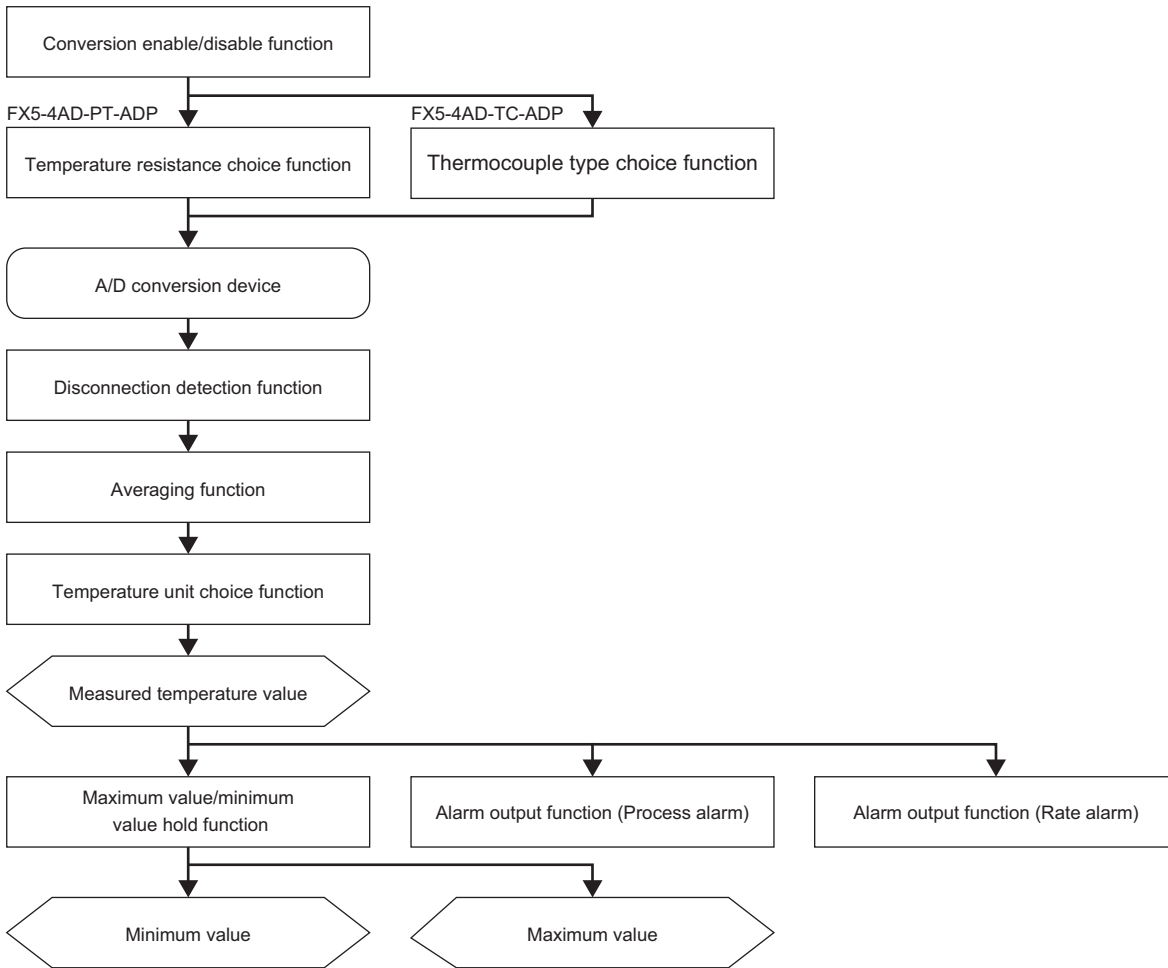 Conversion enable/disable function
FX5-4AD-PT-ADP
FX5-4AD-TC-ADP
Temperature resistance choice function
Thermocouple type choice function
A/D conversion device
Disconnection detection function
Averaging function
Temperature unit choice function
Measured temperature value
Maximum value/minimum
value hold function
Alarm output function (Process alarm)
Alarm output function (Rate alarm)
Minimum value
Maximum value